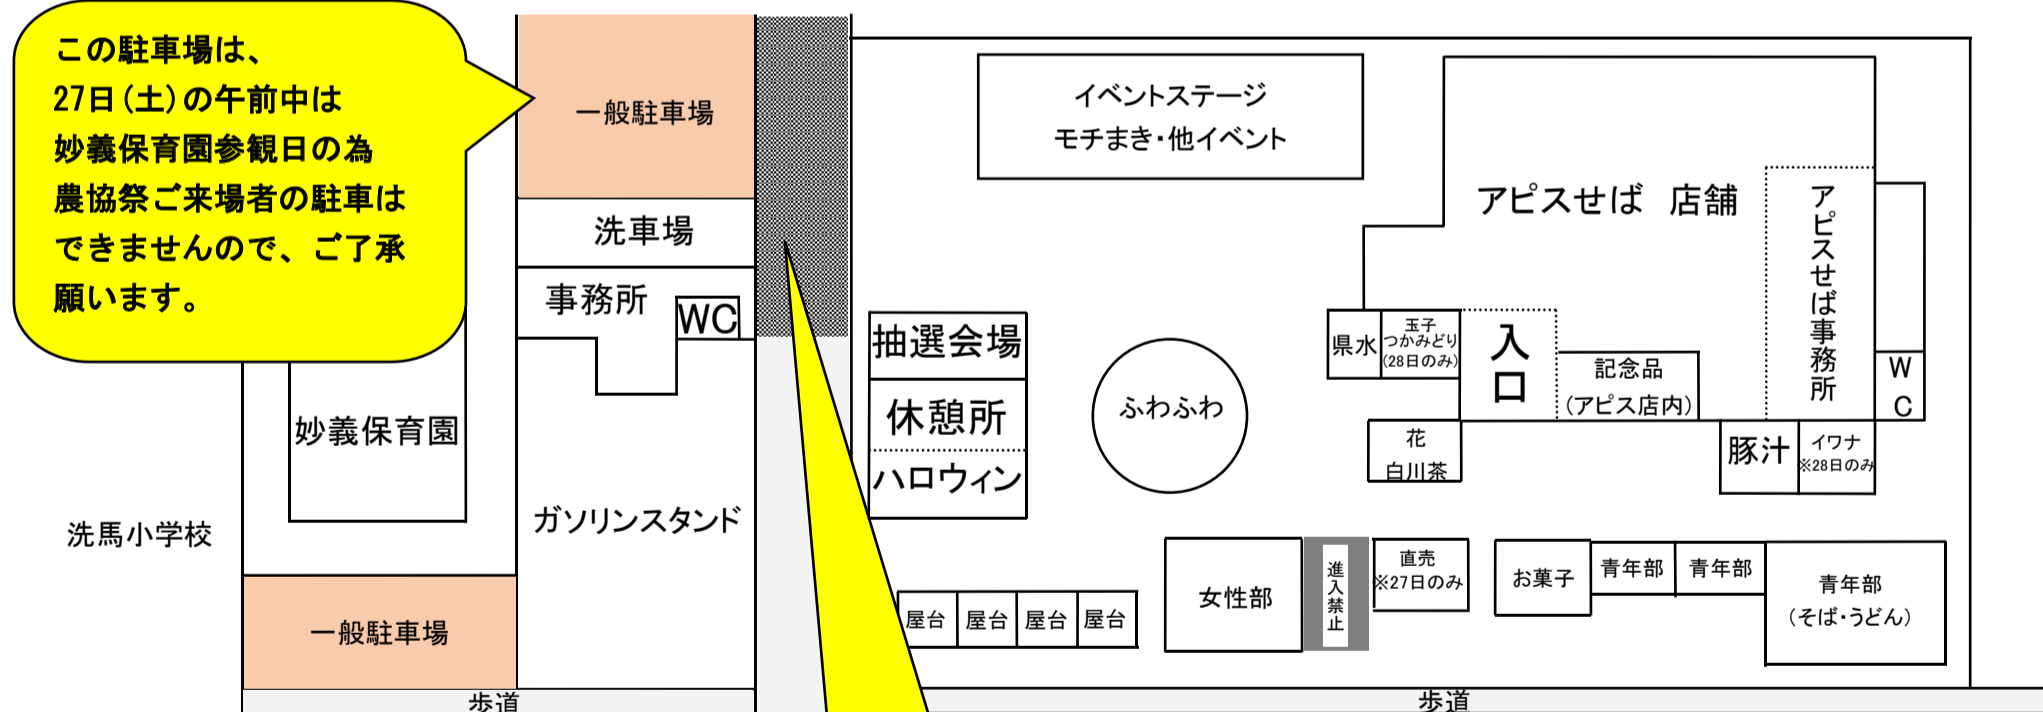 この駐車場は、
27日(土)の午前中は
妙義保育園参観日の為
農協祭ご来場者の駐車は
できませんので、ご了承
願います。
一般駐車場
洗車場
事務所
WC
妙義保育園
ガソリンスタンド
洗馬小学校
一般駐車場
歩道
イベントステージ
モチまき・他イベント
アピスせば 店舗
アピスせば事務所
WC
抽選会場
休憩所
ハロウィン
ふわふわ
県水
玉子
つかみどり
(28日のみ)
入口
記念品
(アピス店内)
花
白川茶
豚汁
イワナ
※28日のみ
屋台
屋台
屋台
屋台
女性部
進入禁止
直売
※27日のみ
お菓子
青年部
青年部
青年部
(そば・うどん)
歩道